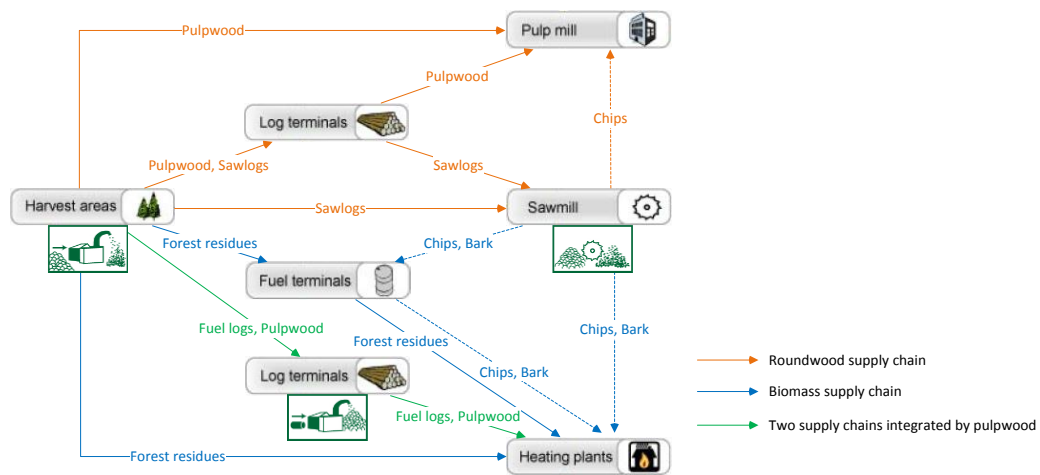 Pulpwood
Pulp mill
Pulpwood
Log terminals
Chips
Pulpwood, Sawlogs
Sawlogs
Harvest areas
Sawlogs
Sawmill
Forest residues
Chips, Bark
Fuel terminals
Fuel logs, Pulpwood
Forest residues
Chips, Bark
Roundwood supply chain
Log terminals
Chips, Bark
Biomass supply chain
Fuel logs, Pulpwood
Two supply chains integrated by pulpwood
Forest residues
Heating plants